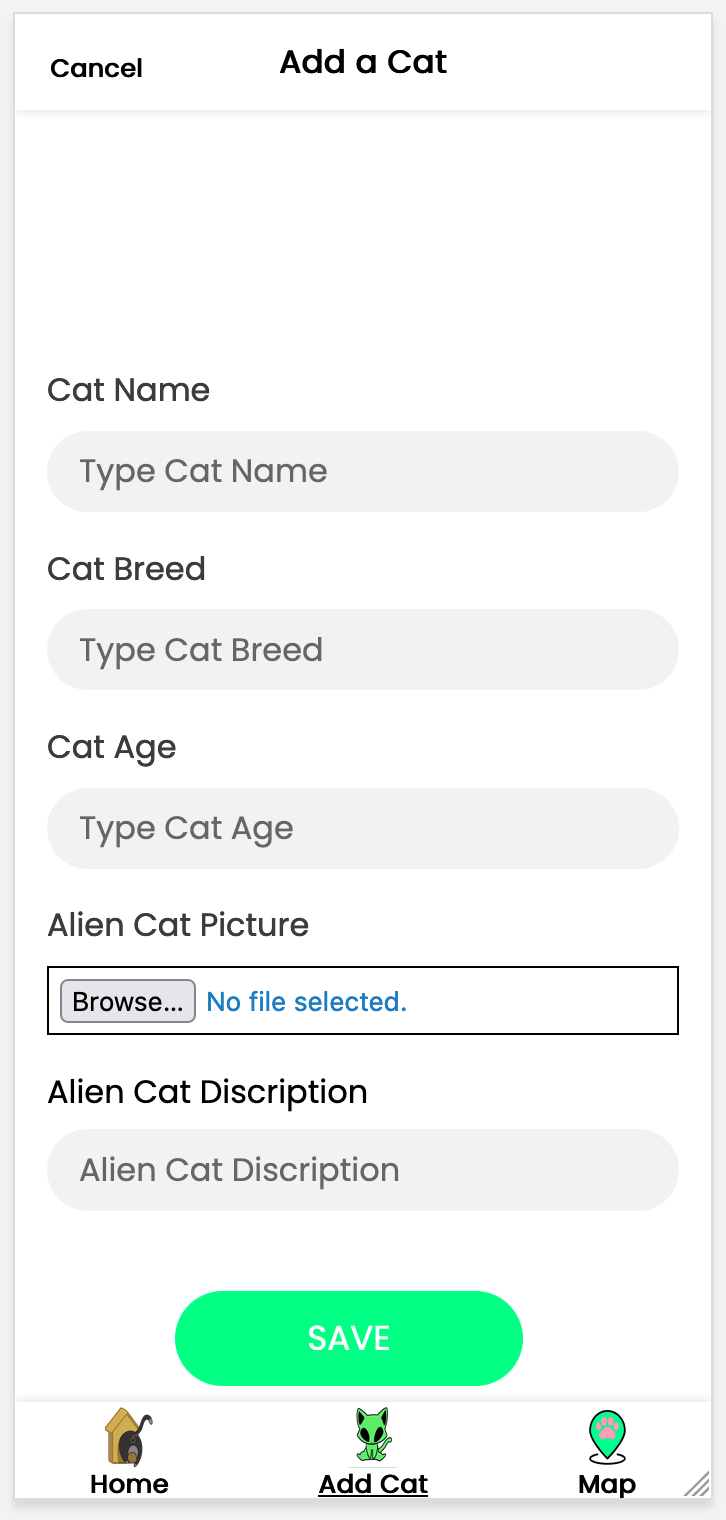 Cancel
Add a Cat
Cat Name
Type Cat Name
Cat Breed
Type Cat Breed
Cat Age
Type Cat Age
Alien Cat Picture
Browse... No file selected.
Alien Cat Discription
Alien Cat Discription
SAVE
Home
Add Cat
Map